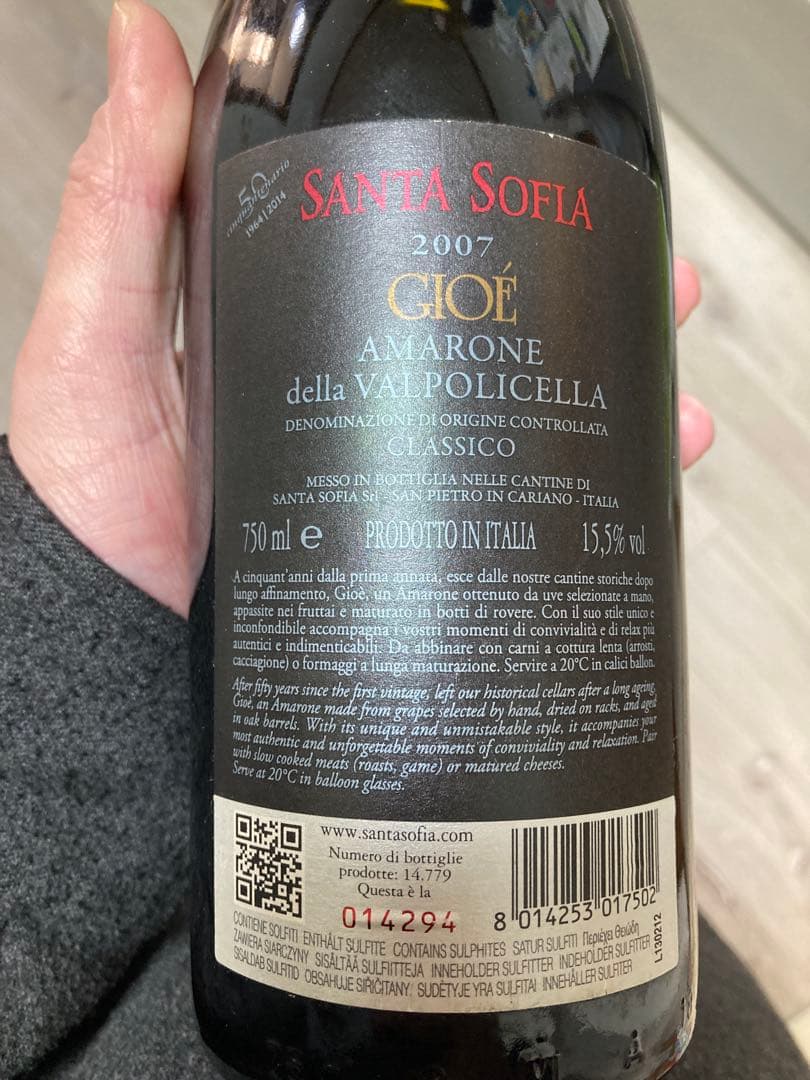 50
cinquantenario
1964|2014
SANTA SOFIA
2007
GIOÉ
AMARONE
della VALPOLICELLA
DENOMINAZIONE DI ORIGINE CONTROLLATA
CLASSICO
MESSO IN BOTTIGLIA NELLE CANTINE DI
SANTA SOFIA Srl - SAN PIETRO IN CARIANO - ITALIA
750 ml e PRODOTTO IN ITALIA 15,5% vol
A cinquant'anni dalla prima annata, esce dalle nostre cantine storiche dopo
lungo affinamento, Gioè, un Amarone ottenuto da uve selezionate a mano,
appassite nei fruttai e maturato in botti di rovere. Con il suo stile unico e
inconfondibile accompagna i vostri momenti di convivialità e di relax più
autentici e indimenticabili. Da abbinare con carni a cottura lenta (arrosti,
cacciagione) o formaggi a lunga maturazione. Servire a 20°C in calici ballon.
After fifty years since the first vintage, left our historical cellars after a long ageing,
Gioè, an Amarone made from grapes selected by hand, dried on racks, and aged
in oak barrels. With its unique and unmistakable style, it accompanies your
most authentic and unforgettable moments of conviviality and relaxation. Pair
with slow cooked meats (roasts, game) or matured cheeses.
Serve at 20°C in balloon glasses.
www.santasofia.com
Numero di bottiglie
prodotte: 14.779
Questa è la
014294
8 014253 017502
L130212
CONTIENE SOLFITI ENTHÄLT SULFITE CONTAINS SULPHITES SATUR SULFITI Περιέχει Θειώδη
ZAWIERA SIARCZYNY SISÄLTÄÄ SULFIITTEJA INNEHOLDER SULFITTER INDEHOLDER SULFITTER
SISALDAB SULFITID OBSAHUJE SIŘIČITANY SUDĖTYJE YRA SULFITAI INNEHÅLLER SULFITER